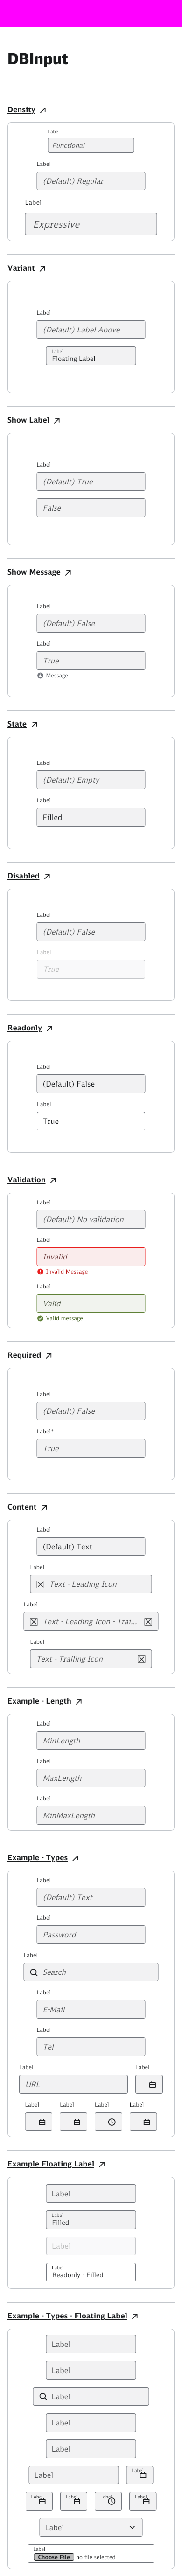 DBInput
Density
Label
Functional
Label
(Default) Regular
Label
Expressive
Variant
Label
(Default) Label Above
Label
Floating Label
Show Label
Label
(Default) True
False
Show Message
Label
(Default) False
Label
True
Message
State
Label
(Default) Empty
Label
Filled
Disabled
Label
(Default) False
Label
True
Readonly
Label
(Default) False
Label
True
Validation
Label
(Default) No validation
Label
Invalid
Invalid Message
Label
Valid
Valid message
Required
Label
(Default) False
Label*
True
Content
Label
(Default) Text
Label
Text - Leading Icon
Label
Text - Leading Icon - Trai...
Label
Text - Trailing Icon
Example - Length
Label
MinLength
Label
MaxLength
Label
MinMaxLength
Example - Types
Label
(Default) Text
Label
Password
Label
Search
Label
E-Mail
Label
Tel
Label Label
URL
Label Label Label Label
Example Floating Label
Label
Label
Filled
Label
Label
Readonly - Filled
Example - Types - Floating Label
Label
Label
Label
Label
Label
Label Label
Label Label Label Label
Label
Label
Choose File no file selected